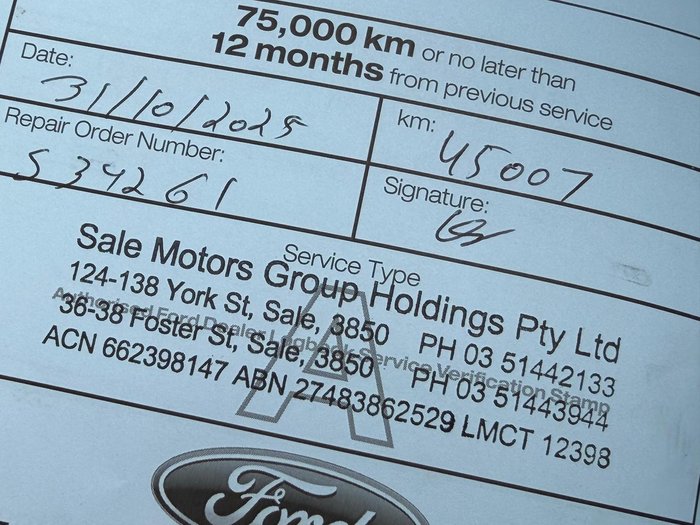 75,000 km or no later than
12 months from previous service
Date: 31/10/2025
km: 45007
Repair Order Number: 534261
Signature:
Service Type
A
Sale Motors Group Holdings Pty Ltd
124-138 York St, Sale, 3850 PH 03 51442133
Authorised Ford Dealer Logbook Service Verification Stamp
36-38 Foster St, Sale, 3850 PH 03 51443944
ACN 662398147 ABN 27483862529 LMCT 12398
Ford